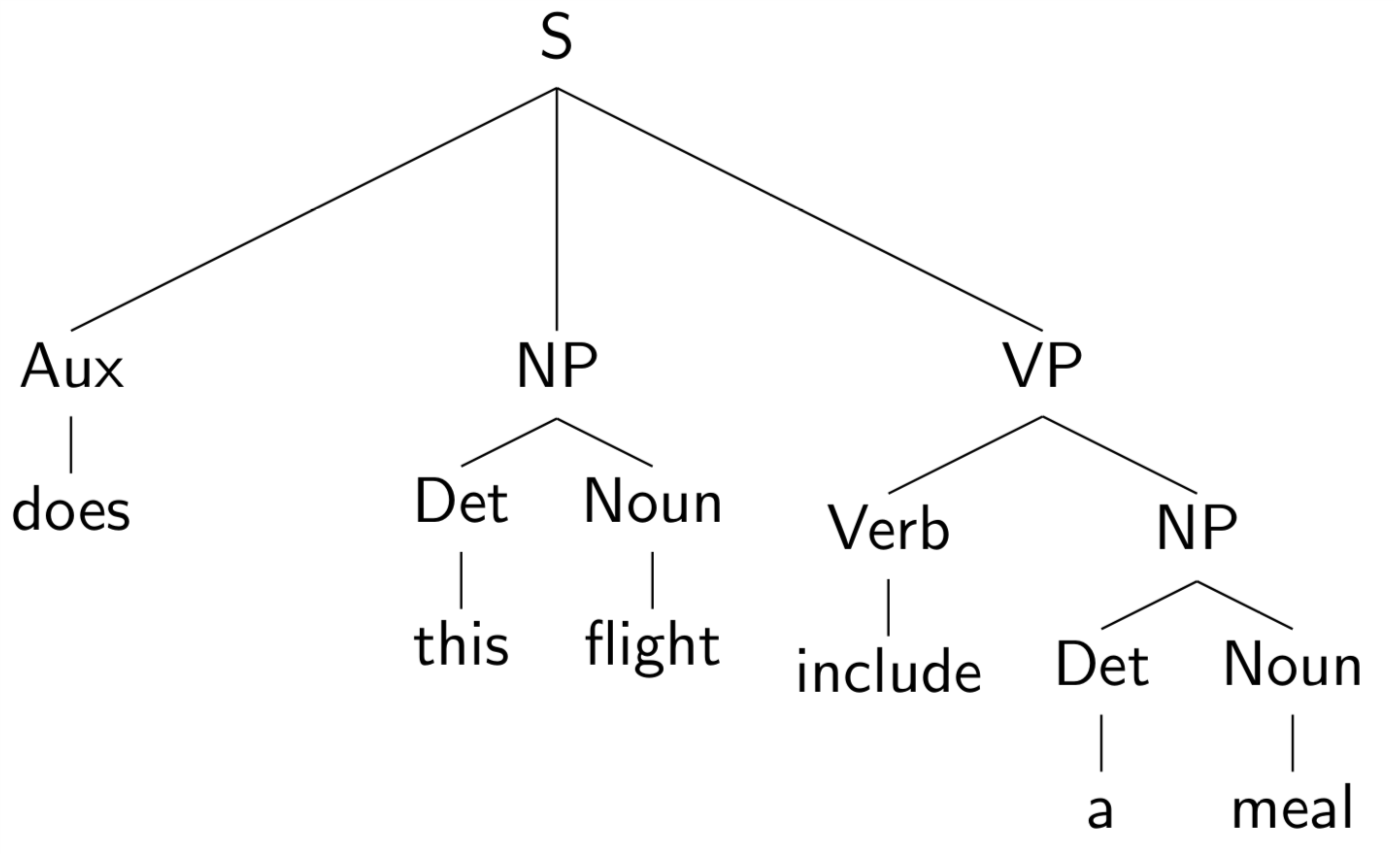 S
Aux NP VP
does Det Noun Verb NP
this flight include Det Noun
a meal